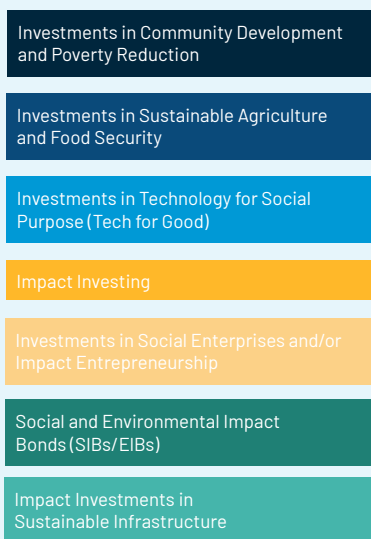 Investments in Community Development
and Poverty Reduction
Investments in Sustainable Agriculture
and Food Security
Investments in Technology for Social
Purpose (Tech for Good)
Impact Investing
Investments in Social Enterprises and/or
Impact Entrepreneurship
Social and Environmental Impact
Bonds (SIBs/EIBs)
Impact Investments in
Sustainable Infrastructure